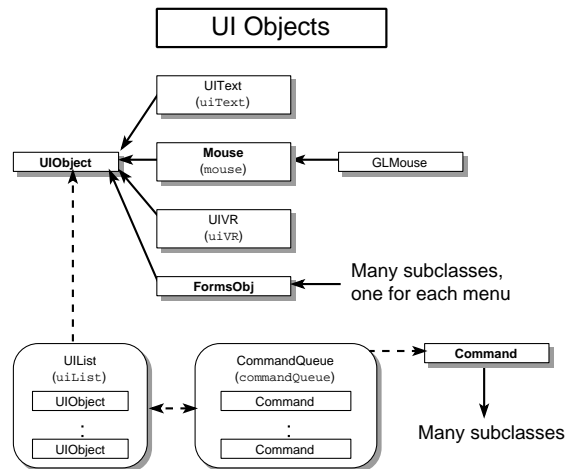 UI Objects
UIText
(uiText)
UIObject
Mouse
(mouse)
GLMouse
UIVR
(uiVR)
FormsObj
Many subclasses,
one for each menu
UIList
(uiList)
UIObject
:
UIObject
CommandQueue
(commandQueue)
Command
:
Command
Command
Many subclasses